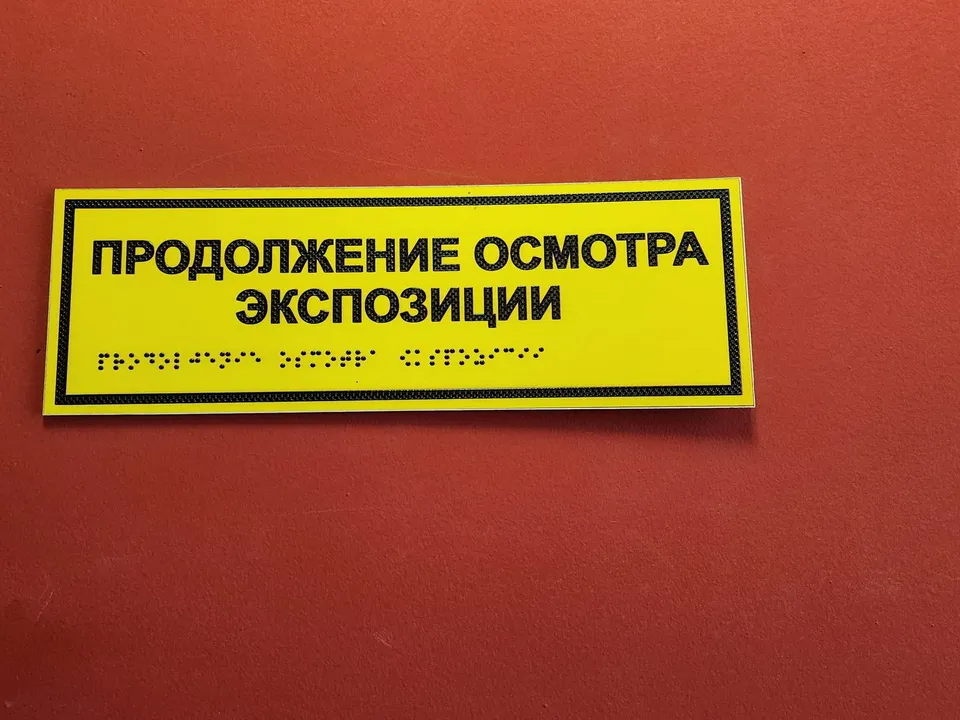 ПРОДОЛЖЕНИЕ ОСМОТРА
ЭКСПОЗИЦИИ
⠏⠗⠕⠙⠕⠇⠚⠑⠝⠊⠑ ⠕⠎⠍⠕⠞⠗⠁ ⠪⠅⠎⠏⠕⠵⠊⠉⠊⠊